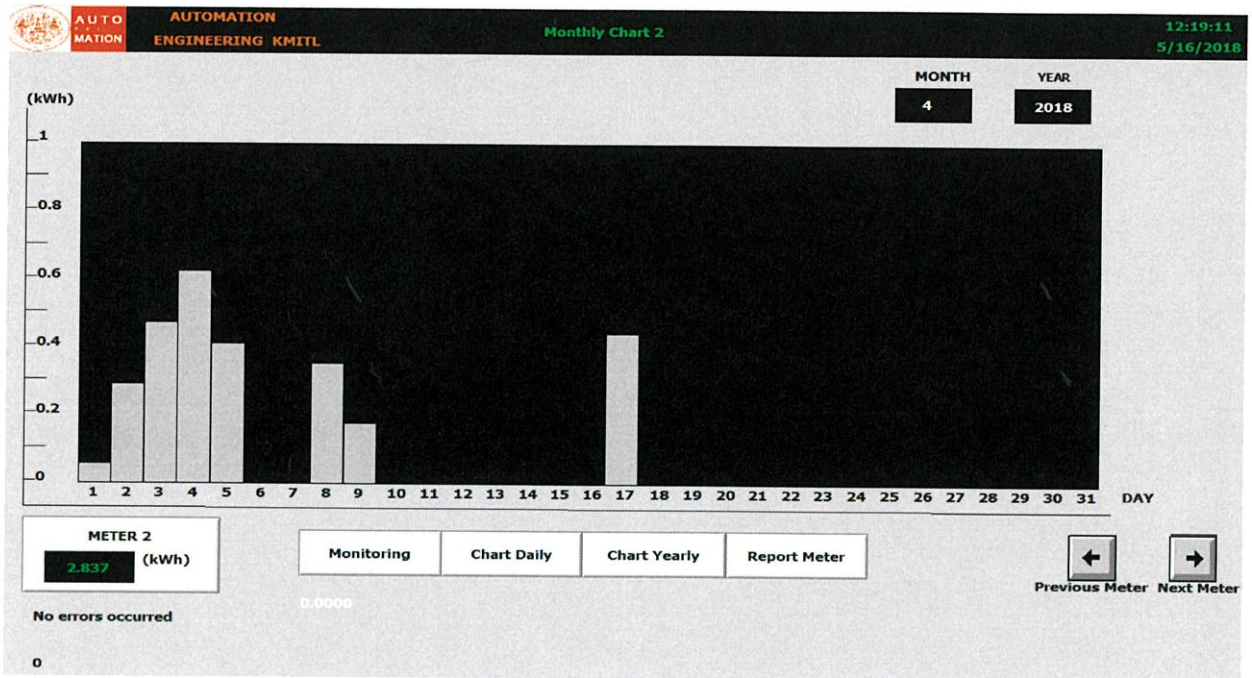 AUTO
MATION
AUTOMATION
ENGINEERING KMITL
Monthly Chart 2
12:19:11
5/16/2018
MONTH
YEAR
4
2018
(kWh)
1
0.8
0.6
0.4
0.2
0
1 2 3 4 5 6 7 8 9 10 11 12 13 14 15 16 17 18 19 20 21 22 23 24 25 26 27 28 29 30 31 DAY
METER 2
2.837 (kWh)
Monitoring
Chart Daily
Chart Yearly
Report Meter
Previous Meter
Next Meter
0.0000
No errors occurred
0